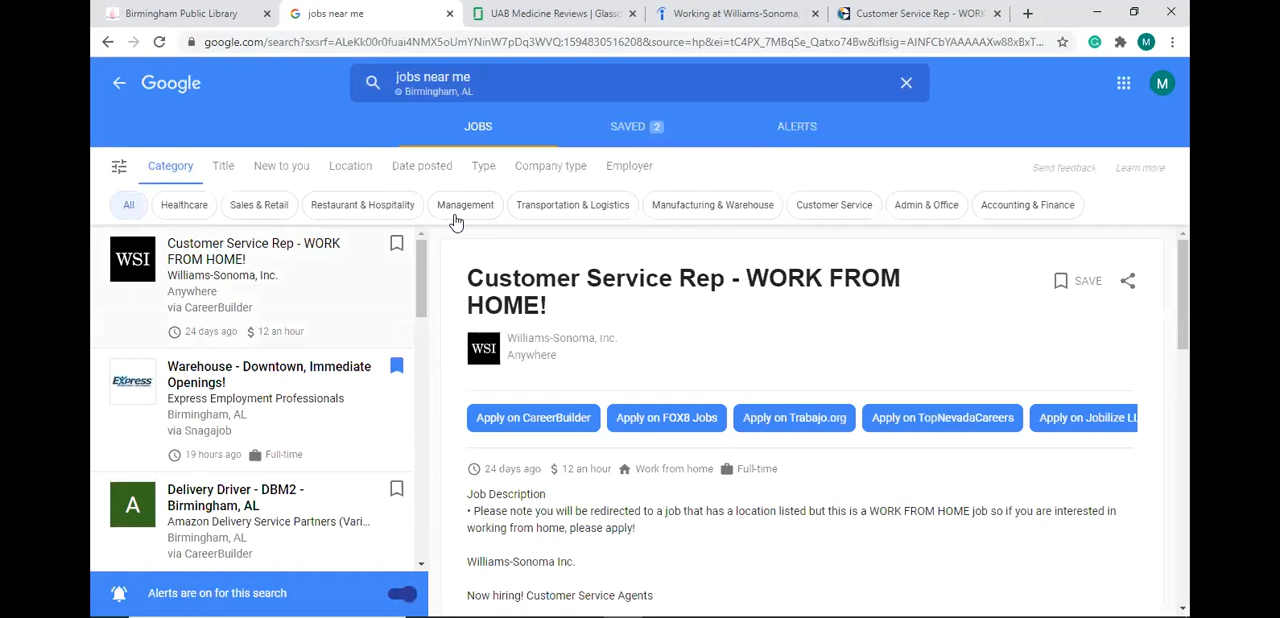 Birmingham Public Library
jobs near me
UAB Medicine Reviews | Glass
Working at Williams-Sonoma,
Customer Service Rep - WORK
google.com/search?sxsrf=ALeKk00r0fuai4NMX5oUmYNinW7pDq3WVQ:1594830516208&source=hp&ei=tC4PX_7MBqSe_Qatxo74Bw&iflsig=AINFCbYAAAAAXw88xBxT...
M
Google
jobs near me
Birmingham, AL
M
JOBS
SAVED 2
ALERTS
Category
Title
New to you
Location
Date posted
Type
Company type
Employer
Send feedback
Learn more
All
Healthcare
Sales & Retail
Restaurant & Hospitality
Management
Transportation & Logistics
Manufacturing & Warehouse
Customer Service
Admin & Office
Accounting & Finance
WSI
Customer Service Rep - WORK
FROM HOME!
Williams-Sonoma, Inc.
Anywhere
via CareerBuilder
24 days ago $ 12 an hour
Express
Warehouse - Downtown, Immediate
Openings!
Express Employment Professionals
Birmingham, AL
via Snagajob
19 hours ago Full-time
A
Delivery Driver - DBM2 -
Birmingham, AL
Amazon Delivery Service Partners (Vari...
Birmingham, AL
via CareerBuilder
Alerts are on for this search
Customer Service Rep - WORK FROM
HOME!
SAVE
WSI
Williams-Sonoma, Inc.
Anywhere
Apply on CareerBuilder
Apply on FOX8 Jobs
Apply on Trabajo.org
Apply on TopNevadaCareers
Apply on Jobilize LL
24 days ago $ 12 an hour Work from home Full-time
Job Description
• Please note you will be redirected to a job that has a location listed but this is a WORK FROM HOME job so if you are interested in
working from home, please apply!
Williams-Sonoma Inc.
Now hiring! Customer Service Agents